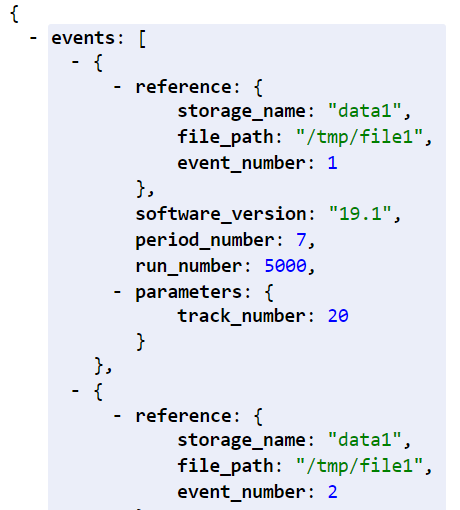 {
- events: [
- {
- reference: {
storage_name: "data1",
file_path: "/tmp/file1",
event_number: 1
},
software_version: "19.1",
period_number: 7,
run_number: 5000,
- parameters: {
track_number: 20
}
},
- {
- reference: {
storage_name: "data1",
file_path: "/tmp/file1",
event_number: 2